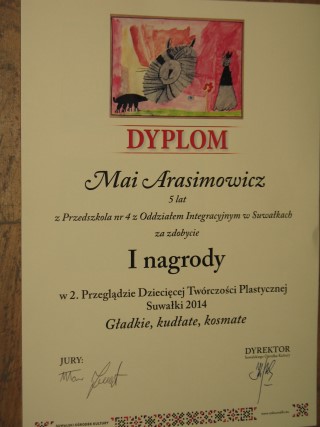 DYPLOM
Mai Arasimowicz
5 lat
z Przedszkola nr 4 z Oddziałem Integracyjnym w Suwałkach
za zdobycie
I nagrody
w 2. Przeglądzie Dziecięcej Twórczości Plastycznej
Suwałki 2014
Gładkie, kudłate, kosmate
JURY:
DYREKTOR